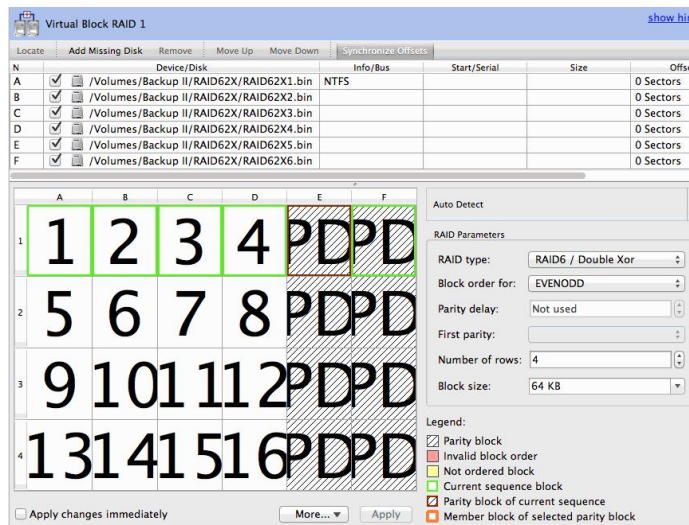 Virtual Block RAID 1
show hin
Locate Add Missing Disk Remove Move Up Move Down Synchronize Offsets
N Device/Disk Info/Bus Start/Serial Size Offse
A /Volumes/Backup II/RAID62X/RAID62X1.bin NTFS 0 Sectors
B /Volumes/Backup II/RAID62X/RAID62X2.bin 0 Sectors
C /Volumes/Backup II/RAID62X/RAID62X3.bin 0 Sectors
D /Volumes/Backup II/RAID62X/RAID62X4.bin 0 Sectors
E /Volumes/Backup II/RAID62X/RAID62X5.bin 0 Sectors
F /Volumes/Backup II/RAID62X/RAID62X6.bin 0 Sectors
A B C D E F
1 1 2 3 4 PD PD
2 5 6 7 8 PD PD
3 9 10 11 12 PD PD
4 13 14 15 16 PD PD
Apply changes immediately More... Apply
Auto Detect
RAID Parameters
RAID type: RAID6 / Double Xor
Block order for: EVENODD
Parity delay: Not used
First parity:
Number of rows: 4
Block size: 64 KB
Legend:
Parity block
Invalid block order
Not ordered block
Current sequence block
Parity block of current sequence
Member block of selected parity block